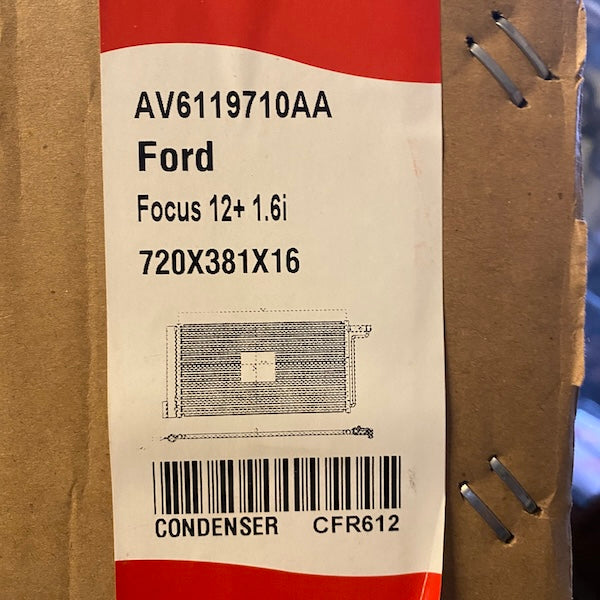 AV6119710AA
Ford
Focus 12+ 1.6i
720X381X16
CONDENSER CFR612